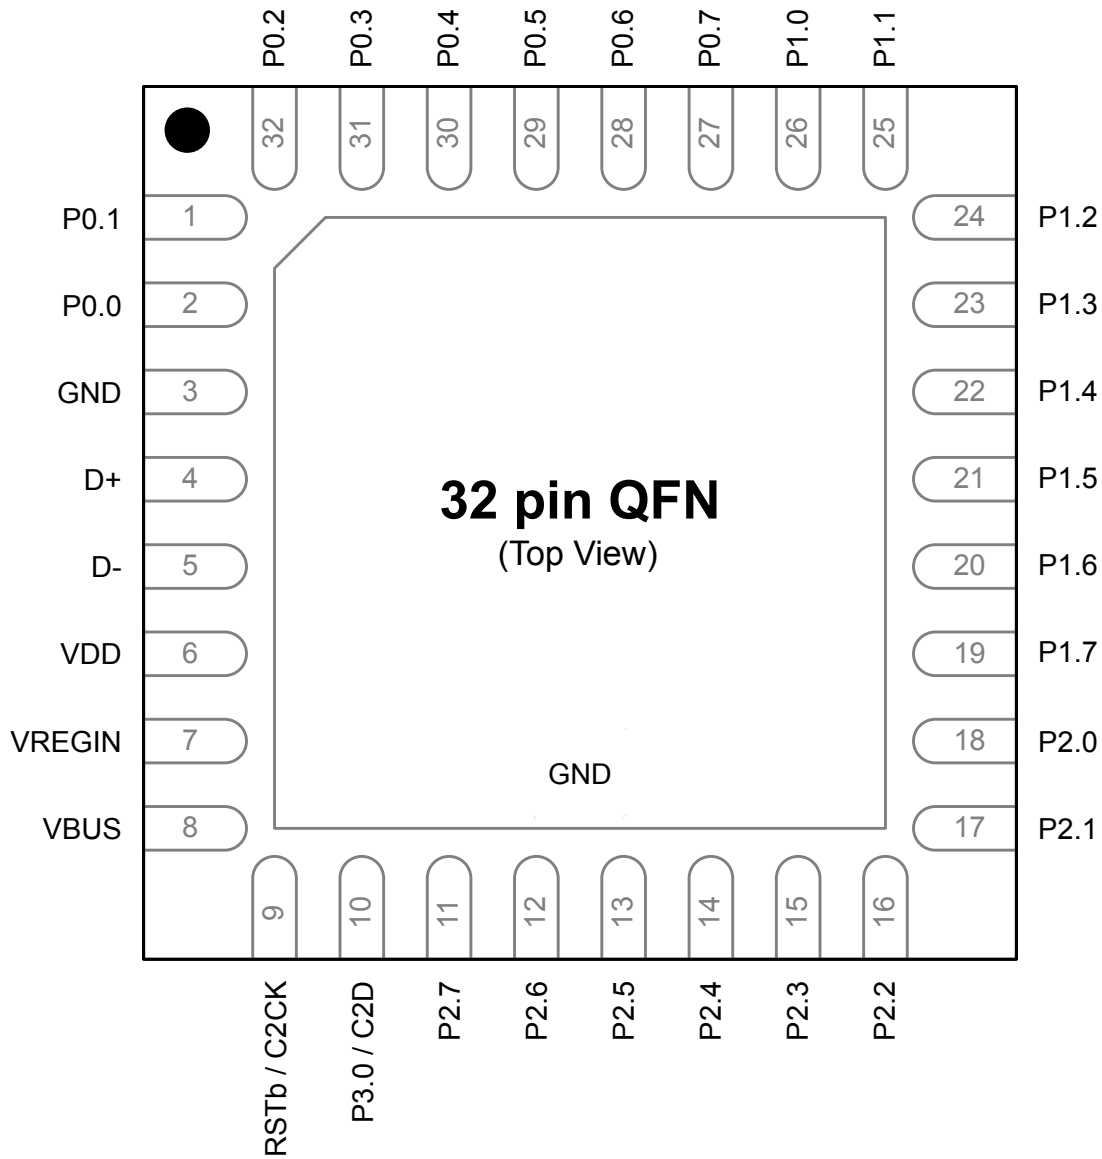 P0.2 P0.3 P0.4 P0.5 P0.6 P0.7 P1.0 P1.1
32 31 30 29 28 27 26 25
P0.1 1 24 P1.2
P0.0 2 23 P1.3
GND 3 22 P1.4
D+ 4 21 P1.5
32 pin QFN
(Top View)
D- 5 20 P1.6
VDD 6 19 P1.7
VREGIN 7 18 P2.0
GND
VBUS 8 17 P2.1
9 10 11 12 13 14 15 16
RSTb / C2CK P3.0 / C2D P2.7 P2.6 P2.5 P2.4 P2.3 P2.2